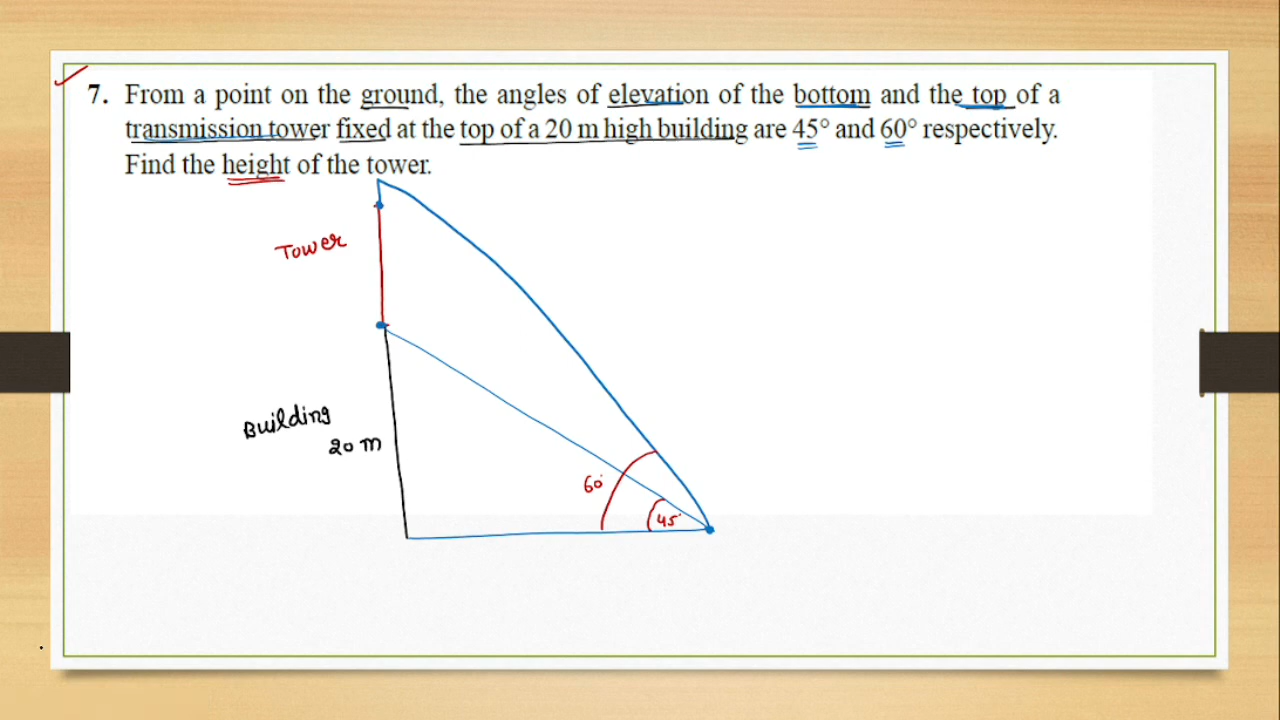 7. From a point on the ground, the angles of elevation of the bottom and the top of a
transmission tower fixed at the top of a 20 m high building are 45° and 60° respectively.
Find the height of the tower.
Tower
Building
20 m
60°
45°